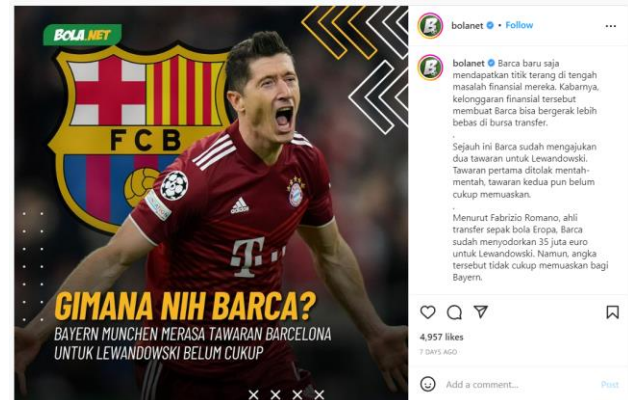 BOLA.NET
FCB
GIMANA NIH BARCA?
BAYERN MUNCHEN MERASA TAWARAN BARCELONA
UNTUK LEWANDOWSKI BELUM CUKUP
bolanet • Follow
bolanet Barca baru saja
mendapatkan titik terang di tengah
masalah finansial mereka. Kabarnya,
kelonggaran finansial tersebut
membuat Barca bisa bergerak lebih
bebas di bursa transfer.
.
Sejauh ini Barca sudah mengajukan
dua tawaran untuk Lewandowski.
Tawaran pertama ditolak mentah-
mentah, tawaran kedua pun belum
cukup memuaskan.
.
Menurut Fabrizio Romano, ahli
transfer sepak bola Eropa, Barca
sudah menyodorkan 35 juta euro
untuk Lewandowski. Namun, angka
tersebut tidak cukup memuaskan bagi
Bayern.
4,957 likes
7 DAYS AGO
Add a comment...
Post